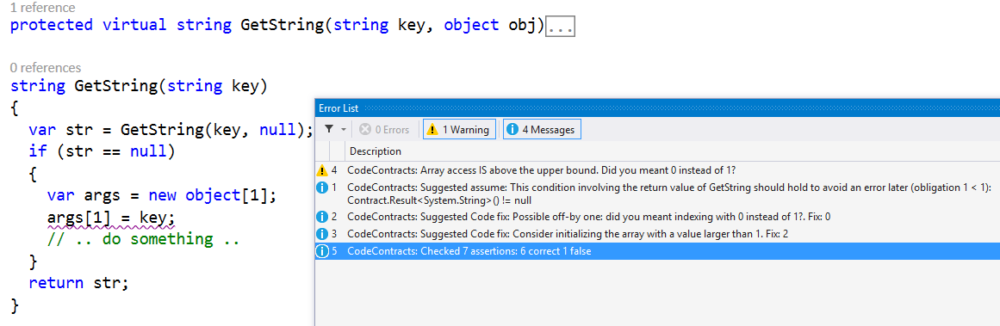 1 reference
protected virtual string GetString(string key, object obj)...
0 references
string GetString(string key)
{
var str = GetString(key, null);
if (str == null)
{
var args = new object[1];
args[1] = key;
// .. do something ..
}
return str;
}
Error List
0 Errors 1 Warning 4 Messages
Description
4 CodeContracts: Array access IS above the upper bound. Did you meant 0 instead of 1?
1 CodeContracts: Suggested assume: This condition involving the return value of GetString should hold to avoid an error later (obligation 1 < 1):
Contract.Result<System.String>() != null
2 CodeContracts: Suggested Code fix: Possible off-by one: did you meant indexing with 0 instead of 1?. Fix: 0
3 CodeContracts: Suggested Code fix: Consider initializing the array with a value larger than 1. Fix: 2
5 CodeContracts: Checked 7 assertions: 6 correct 1 false